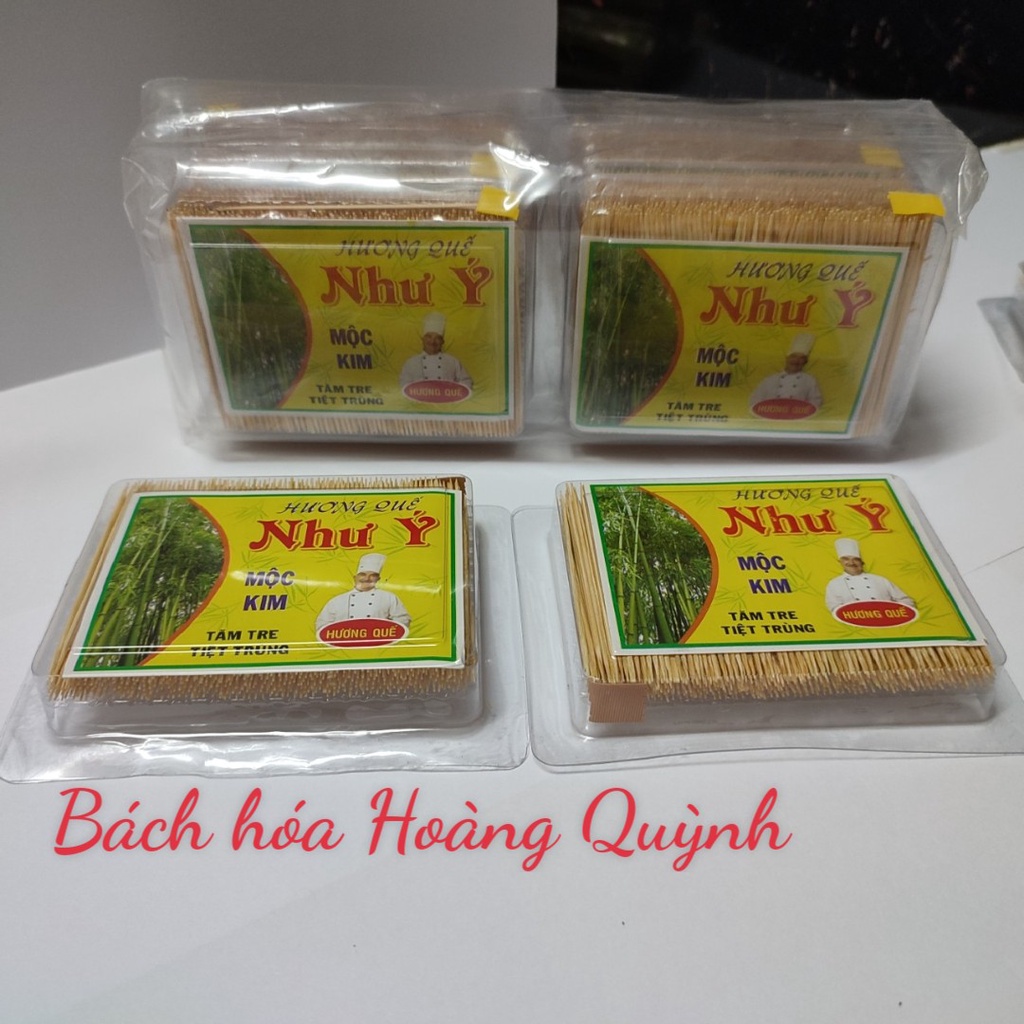 HƯƠNG QUẾ
Như Ý
MỘC
KIM
TĂM TRE
TIỆT TRÙNG
HƯƠNG QUẾ
HƯƠNG QUẾ
Như Ý
MỘC
KIM
TĂM TRE
TIỆT TRÙNG
HƯƠNG QUẾ
HƯƠNG QUẾ
Như Ý
MỘC
KIM
TĂM TRE
TIỆT TRÙNG
HƯƠNG QUẾ
HƯƠNG QUẾ
Như Ý
MỘC
KIM
TĂM TRE
TIỆT TRÙNG
HƯƠNG QUẾ
Bách hóa Hoàng Quỳnh